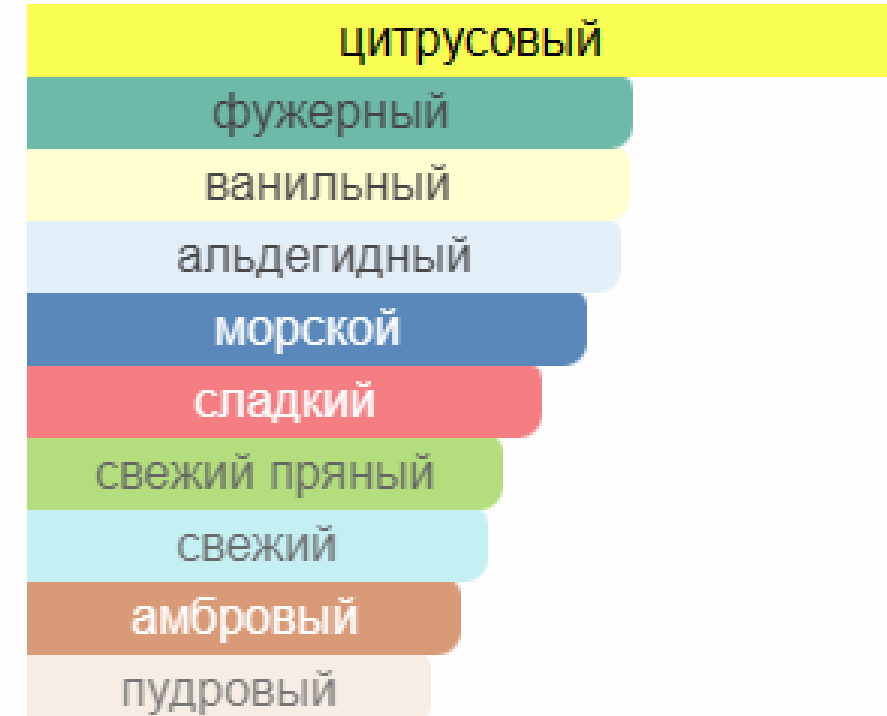 цитрусовый
фужерный
ванильный
альдегидный
морской
сладкий
свежий пряный
свежий
амбровый
пудровый